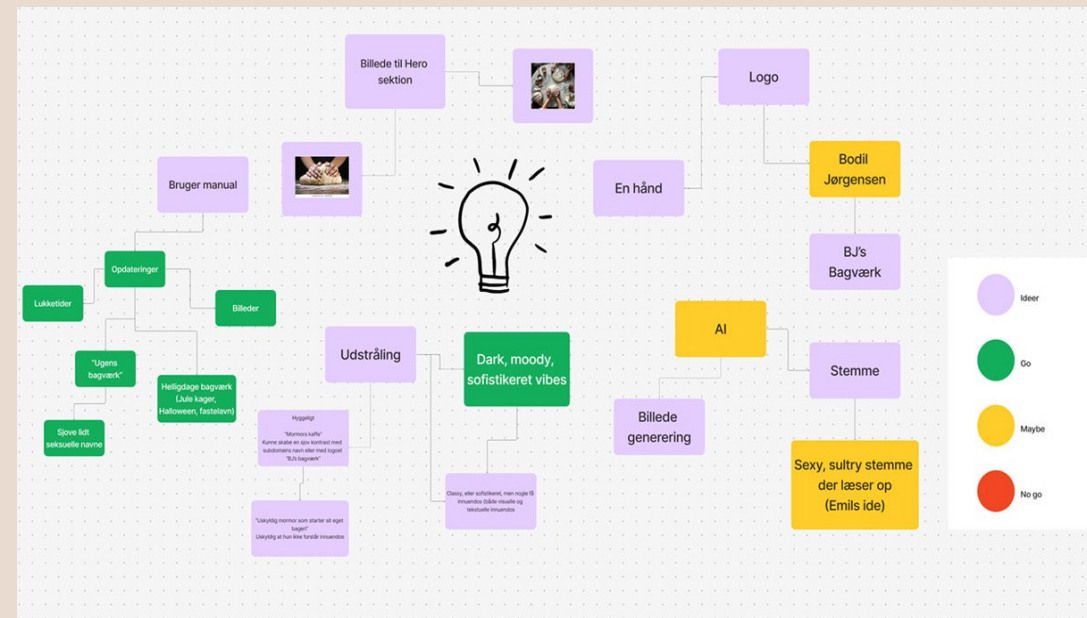 Billede til Hero
sektion
Logo
Bruger manual
En hånd
Bodil
Jørgensen
BJ's
Bagværk
Opdateringer
Lukketider
Billeder
"Ugens
bagværk"
Helligdage bagværk
(Jule kager,
Halloween, fastelavn)
Sjove lidt
seksuelle navne
Udstråling
Dark, moody,
sofistikeret vibes
Hyggeligt
"Mormors kaffe"
Kunne skabe en sjov kontrast med
subdomains navn eller med logoet
"BJ's bagværk"
"Uskyldig mormor som starter sit eget
bageri"
Uskyldig at hun ikke forstår innuendos
Classy, eller sofistikeret, men nogle få
innuendos (både visuelle og
tekstuelle innuendos
AI
Stemme
Billede
generering
Sexy, sultry stemme
der læser op
(Emils ide)
Ideer
Go
Maybe
No go